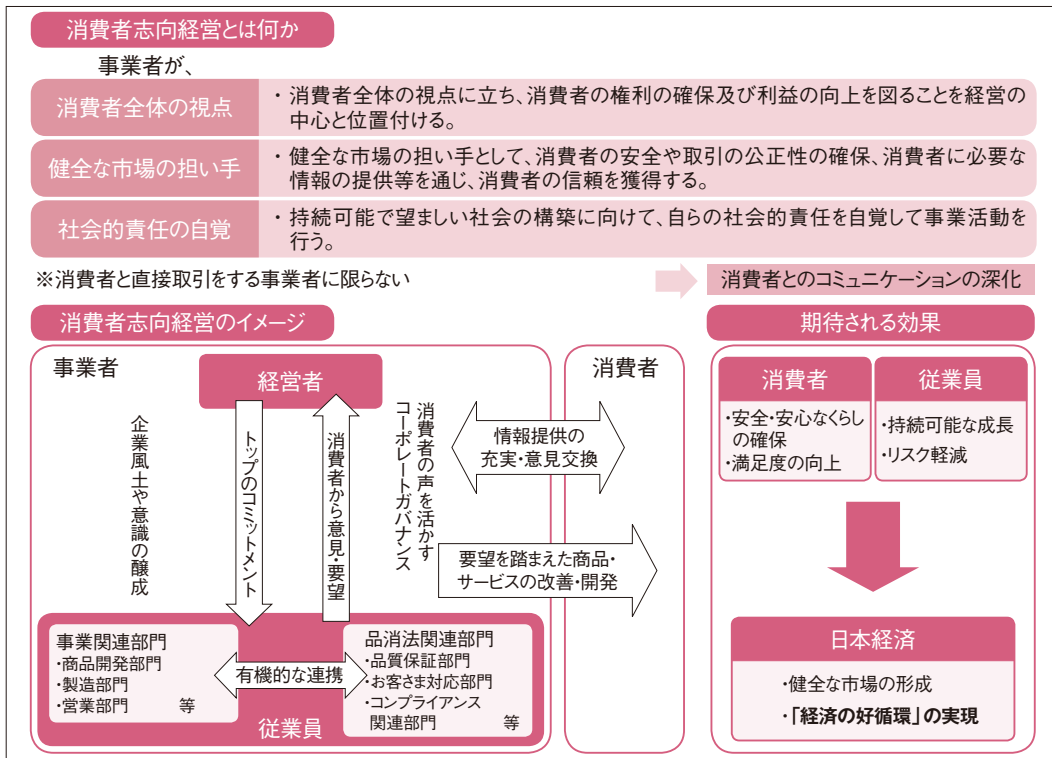 消費者志向経営とは何か
事業者が、
消費者全体の視点
・消費者全体の視点に立ち、消費者の権利の確保及び利益の向上を図ることを経営の
中心と位置付ける。
健全な市場の担い手
・健全な市場の担い手として、消費者の安全や取引の公正性の確保、消費者に必要な
情報の提供等を通じ、消費者の信頼を獲得する。
社会的責任の自覚
・持続可能で望ましい社会の構築に向けて、自らの社会的責任を自覚して事業活動を
行う。
※消費者と直接取引をする事業者に限らない
消費者とのコミュニケーションの深化
消費者志向経営のイメージ
事業者
経営者
企業風土や意識の醸成
トップのコミットメント
消費者から意見・要望
消費者の声を活かす
コーポレートガバナンス
消費者
情報提供の
充実・意見交換
要望を踏まえた商品・
サービスの改善・開発
事業関連部門
・商品開発部門
・製造部門
・営業部門 等
有機的な連携
品消法関連部門
・品質保証部門
・お客さま対応部門
・コンプライアンス
関連部門 等
従業員
期待される効果
消費者
・安全・安心なくらし
の確保
・満足度の向上
従業員
・持続可能な成長
・リスク軽減
日本経済
・健全な市場の形成
・「経済の好循環」の実現